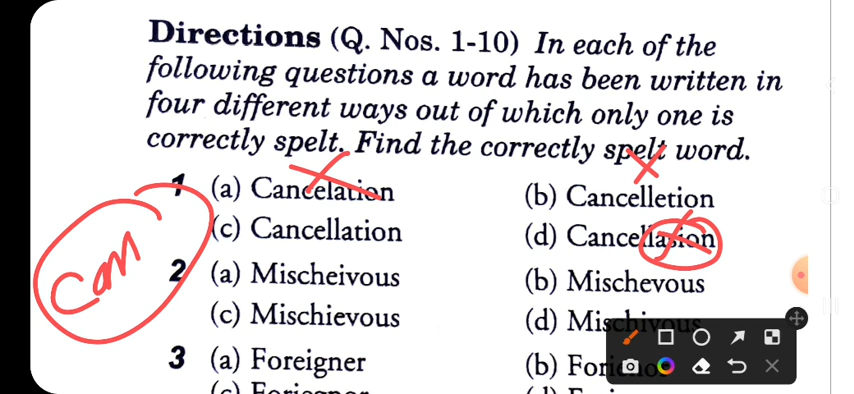 Directions (Q. Nos. 1-10) In each of the
following questions a word has been written in
four different ways out of which only one is
correctly spelt. Find the correctly spelt word.
1 (a) Cancelation (b) Cancelletion
(c) Cancellation (d) Cancellasion
2 (a) Mischeivous (b) Mischevous
(c) Mischievous (d) Mischivous
3 (a) Foreigner (b)
(c)